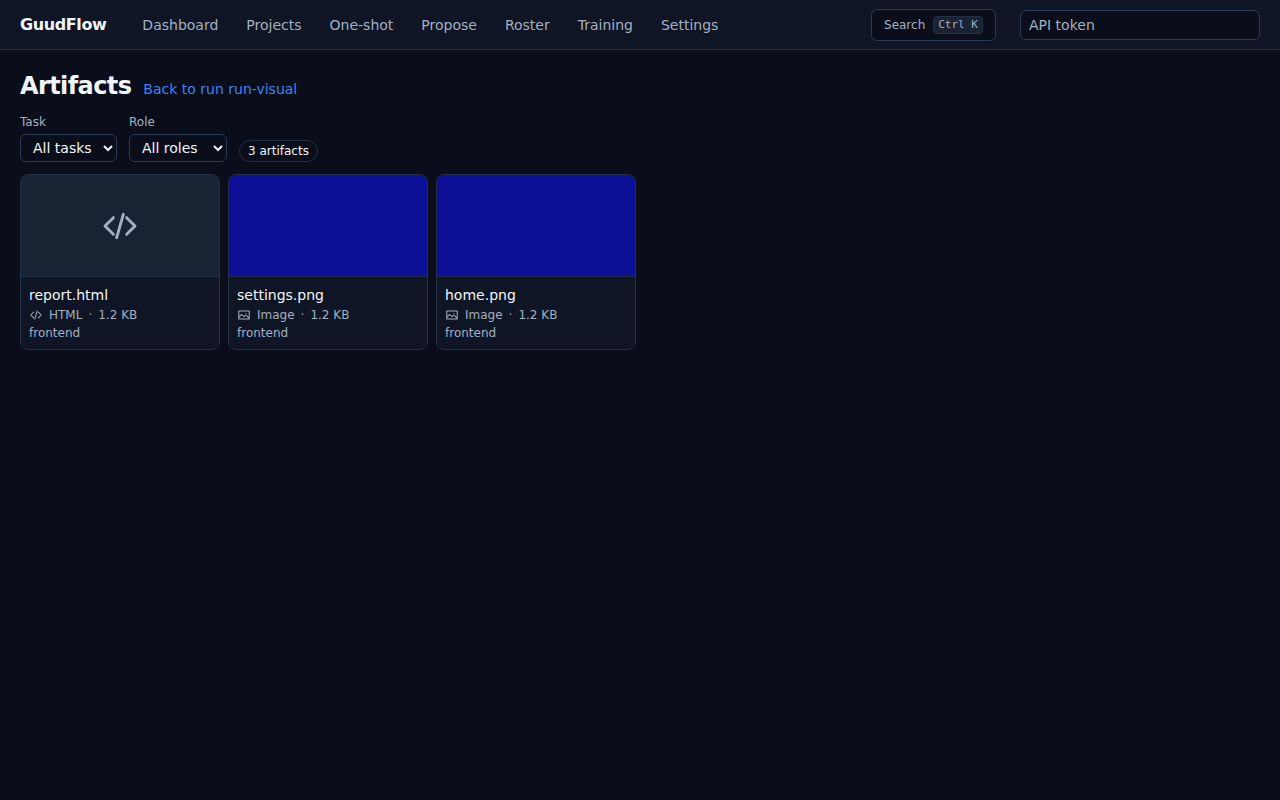 GuudFlow Dashboard Projects One-shot Propose Roster Training Settings Search Ctrl K API token
Artifacts Back to run run-visual
Task Role
All tasks All roles 3 artifacts
</>
report.html settings.png home.png
</> HTML · 1.2 KB Image · 1.2 KB Image · 1.2 KB
frontend frontend frontend